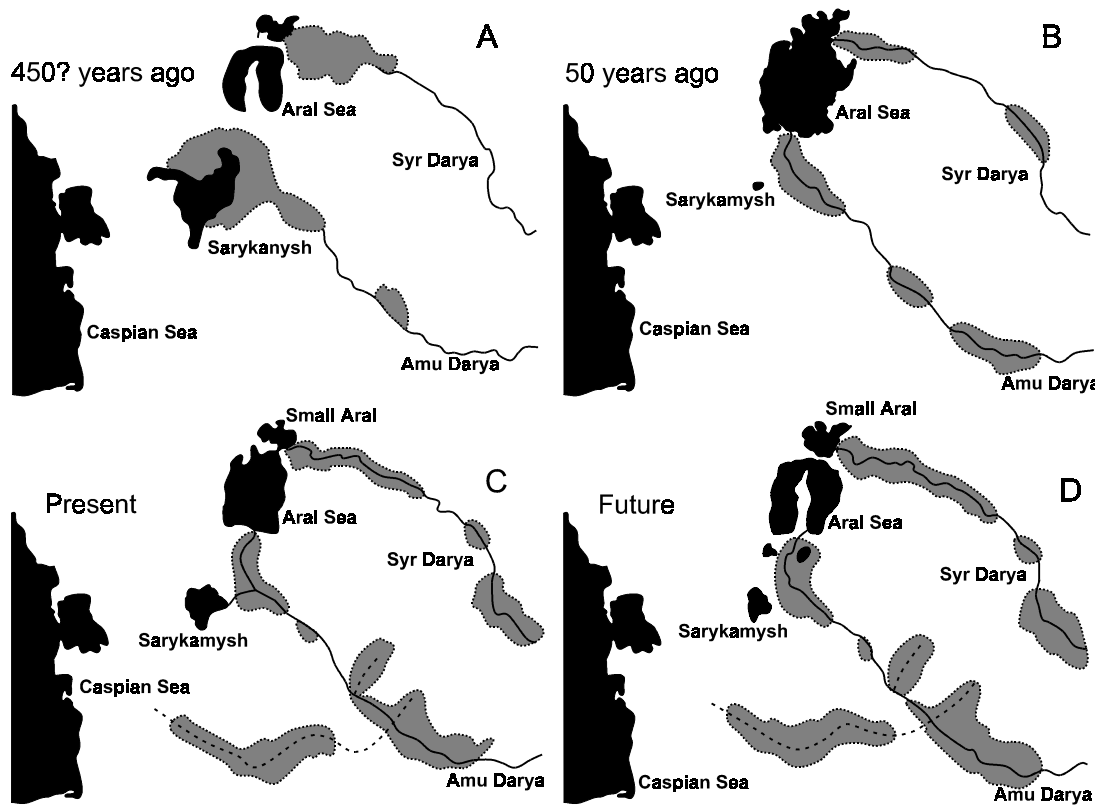 A
450? years ago
Aral Sea
Syr Darya
Sarykanysh
Caspian Sea
Amu Darya
B
50 years ago
Aral Sea
Syr Darya
Sarykamysh
Caspian Sea
Amu Darya
Small Aral
C
Present
Aral Sea
Syr Darya
Sarykamysh
Caspian Sea
Amu Darya
Small Aral
D
Future
Aral Sea
Syr Darya
Sarykamysh
Caspian Sea
Amu Darya